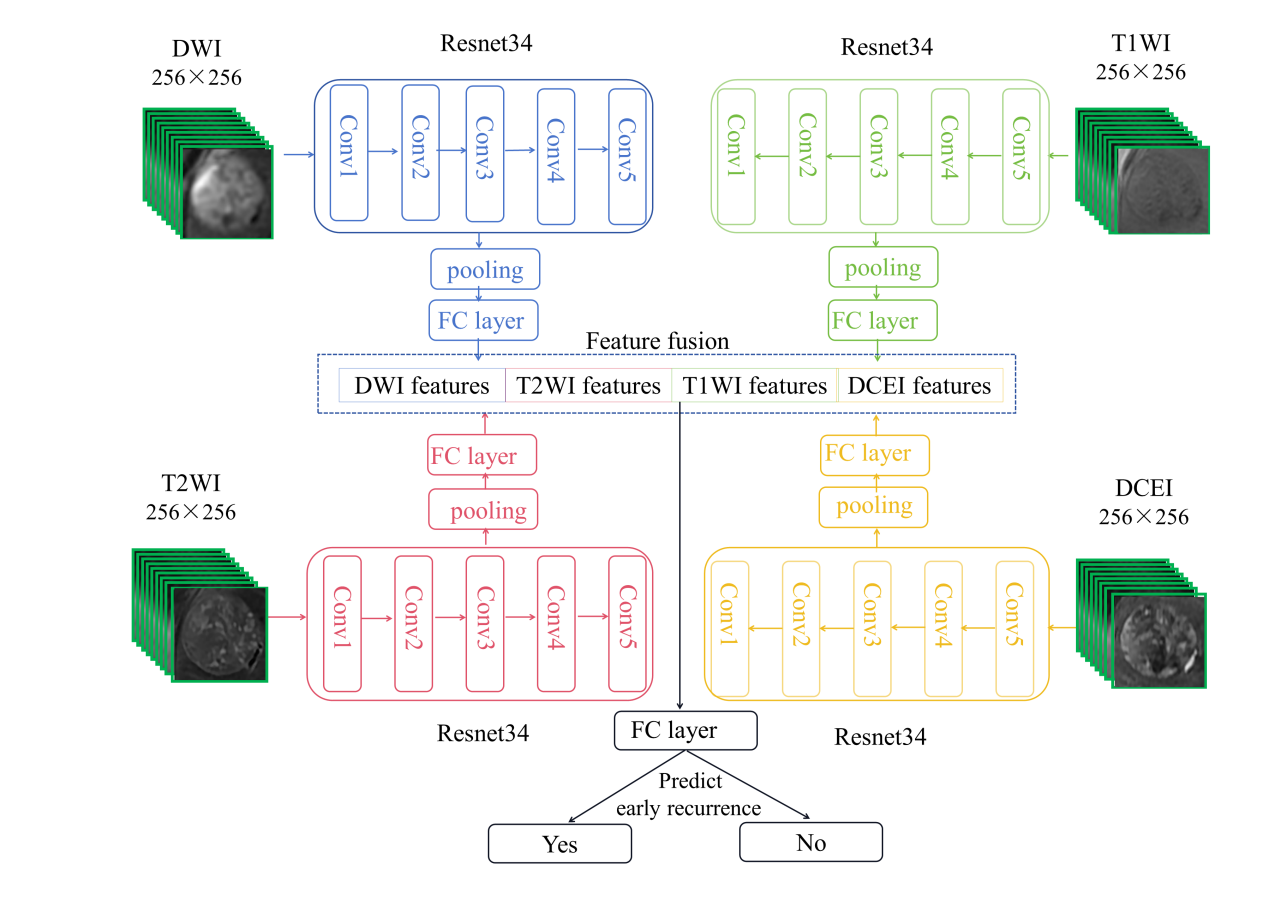 DWI
256×256
Resnet34
Resnet34
T1WI
256×256
Conv1
Conv2
Conv3
Conv4
Conv5
Conv1
Conv2
Conv3
Conv4
Conv5
pooling
FC layer
pooling
FC layer
Feature fusion
DWI features
T2WI features
T1WI features
DCEI features
FC layer
pooling
FC layer
pooling
T2WI
256×256
DCEI
256×256
Conv1
Conv2
Conv3
Conv4
Conv5
Conv1
Conv2
Conv3
Conv4
Conv5
Resnet34
Resnet34
FC layer
Predict
early recurrence
Yes
No